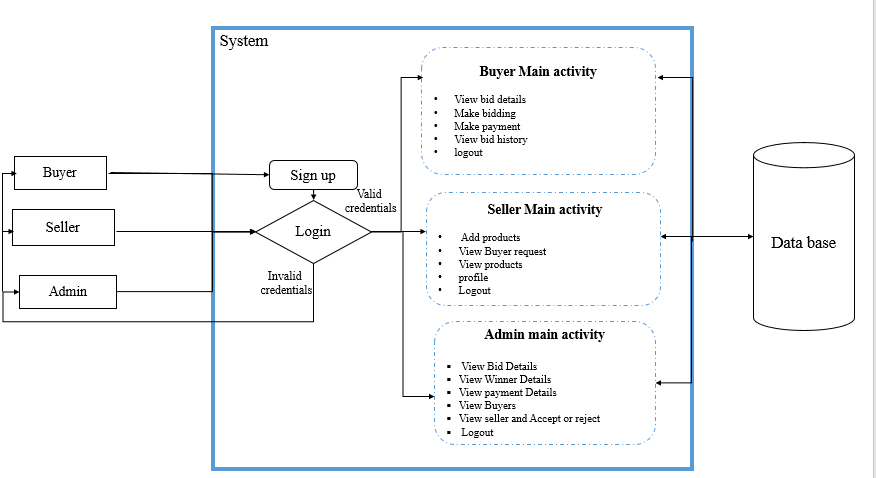 System
Buyer Main activity
• View bid details
• Make bidding
• Make payment
• View bid history
• logout
Buyer
Sign up
Valid
credentials
Seller
Login
Seller Main activity
• Add products
• View Buyer request
• View products
• profile
• Logout
Data base
Invalid
credentials
Admin
Admin main activity
▪ View Bid Details
▪ View Winner Details
▪ View payment Details
▪ View Buyers
▪ View seller and Accept or reject
▪ Logout